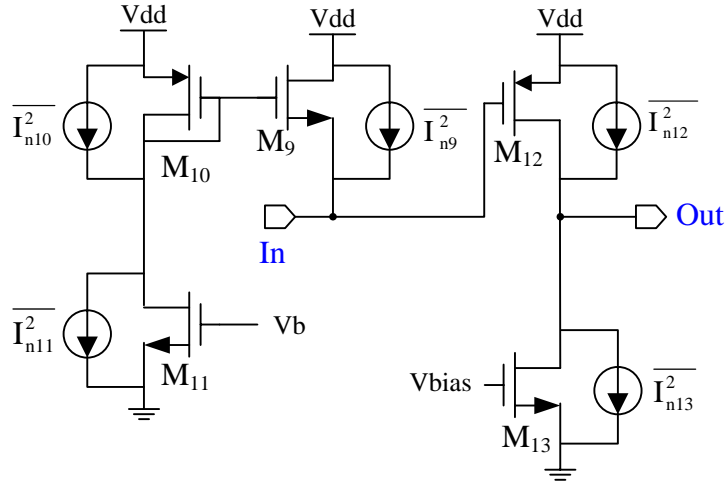 Vdd
Vdd
Vdd
I²n10
M10
M9
I²n9
M12
I²n12
In
Out
I²n11
M11
Vb
Vbias
M13
I²n13